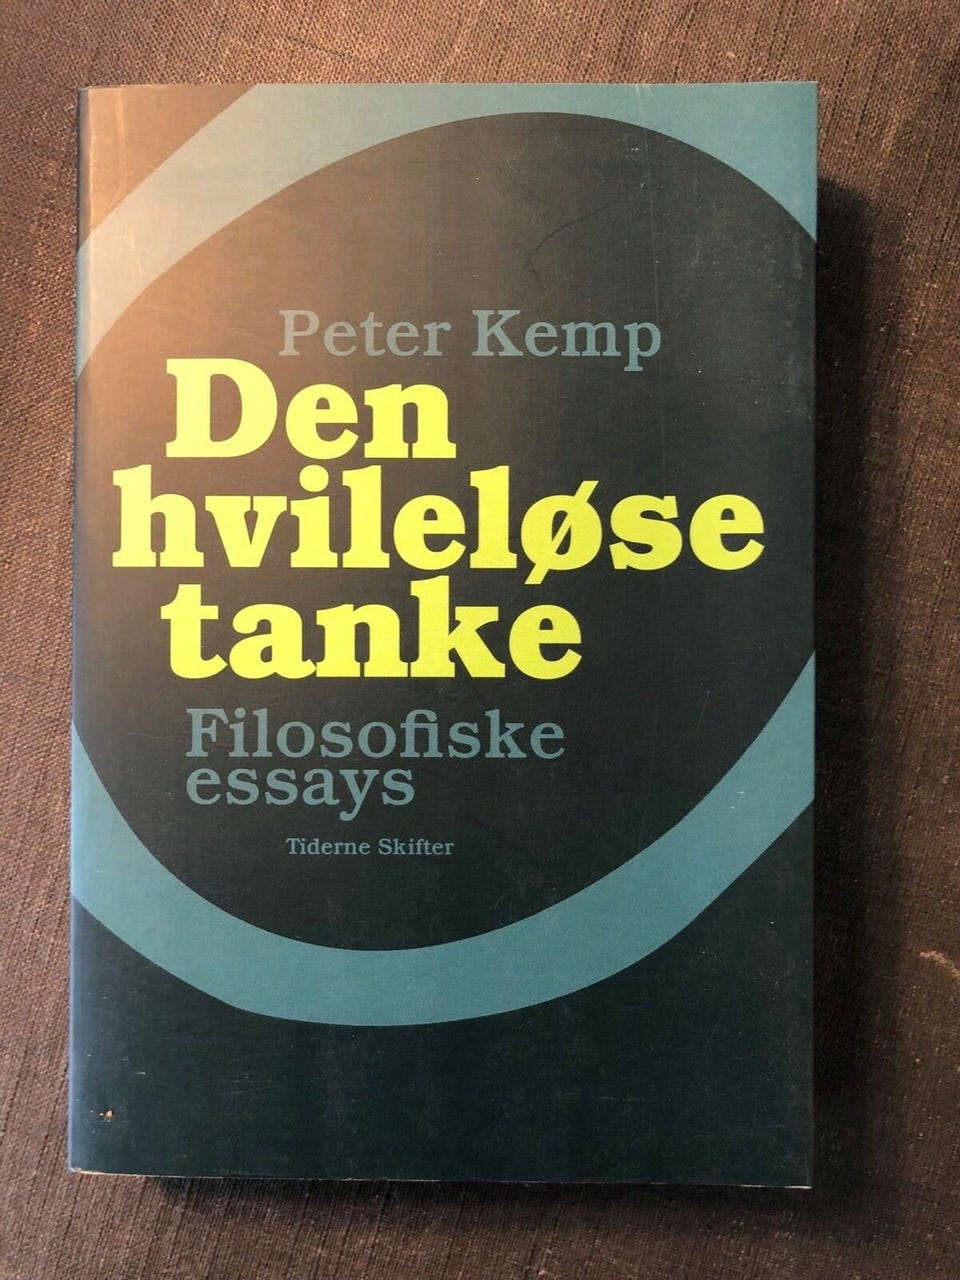 Peter Kemp
Den
hvileløse
tanke
Filosofiske
essays
Tiderne Skifter